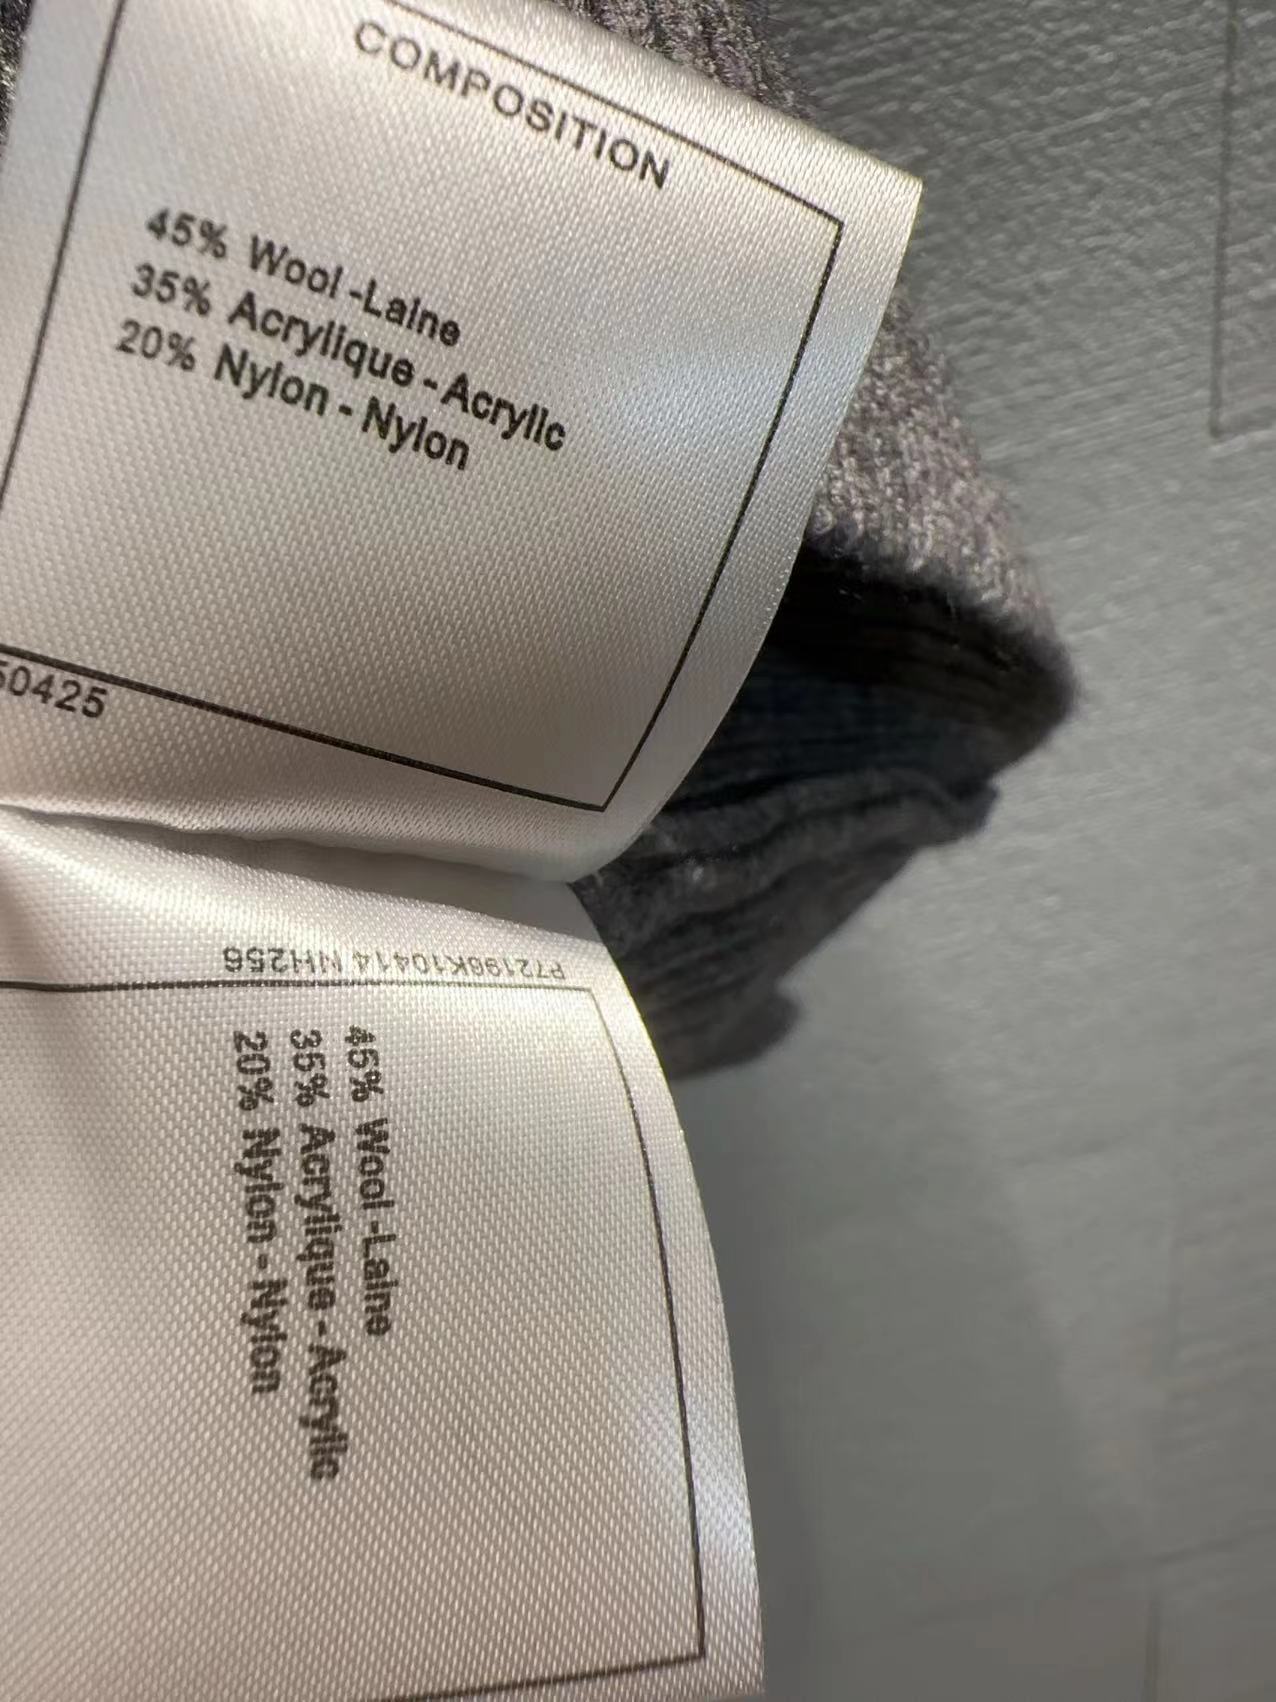 COMPOSITION
45% Wool-Laine
35% Acrylique-Acrylic
20% Nylon-Nylon
50425
P72196K10414 NH256
45% Wool-Laine
35% Acrylique-Acrylic
20% Nylon-Nylon